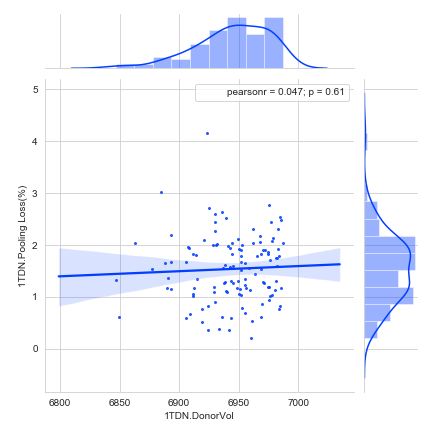 pearsonr = 0.047; p = 0.61
5
4
3
2
1
0
1TDN.Pooling Loss(%)
6800 6850 6900 6950 7000
1TDN.DonorVol